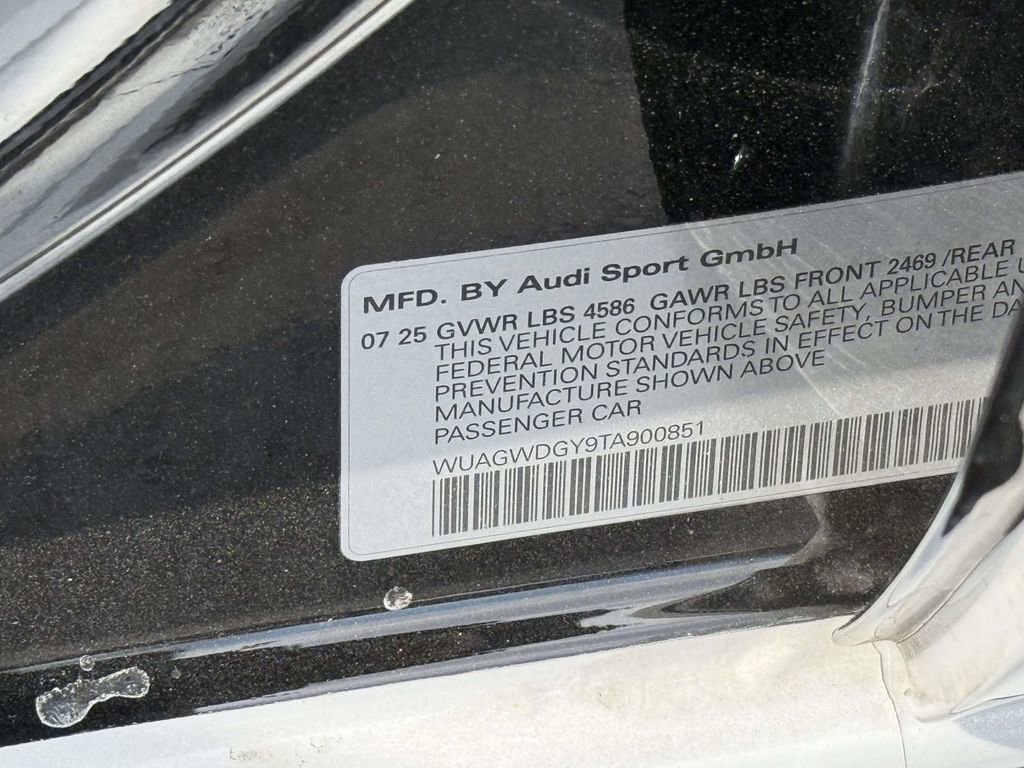 MFD. BY Audi Sport GmbH
07 25 GVWR LBS 4586 GAWR LBS FRONT 2469 /REAR
THIS VEHICLE CONFORMS TO ALL APPLICABLE
FEDERAL MOTOR VEHICLE SAFETY, BUMPER
PREVENTION STANDARDS IN EFFECT ON THE
MANUFACTURE SHOWN ABOVE
PASSENGER CAR
WUAGWDGY9TA900851